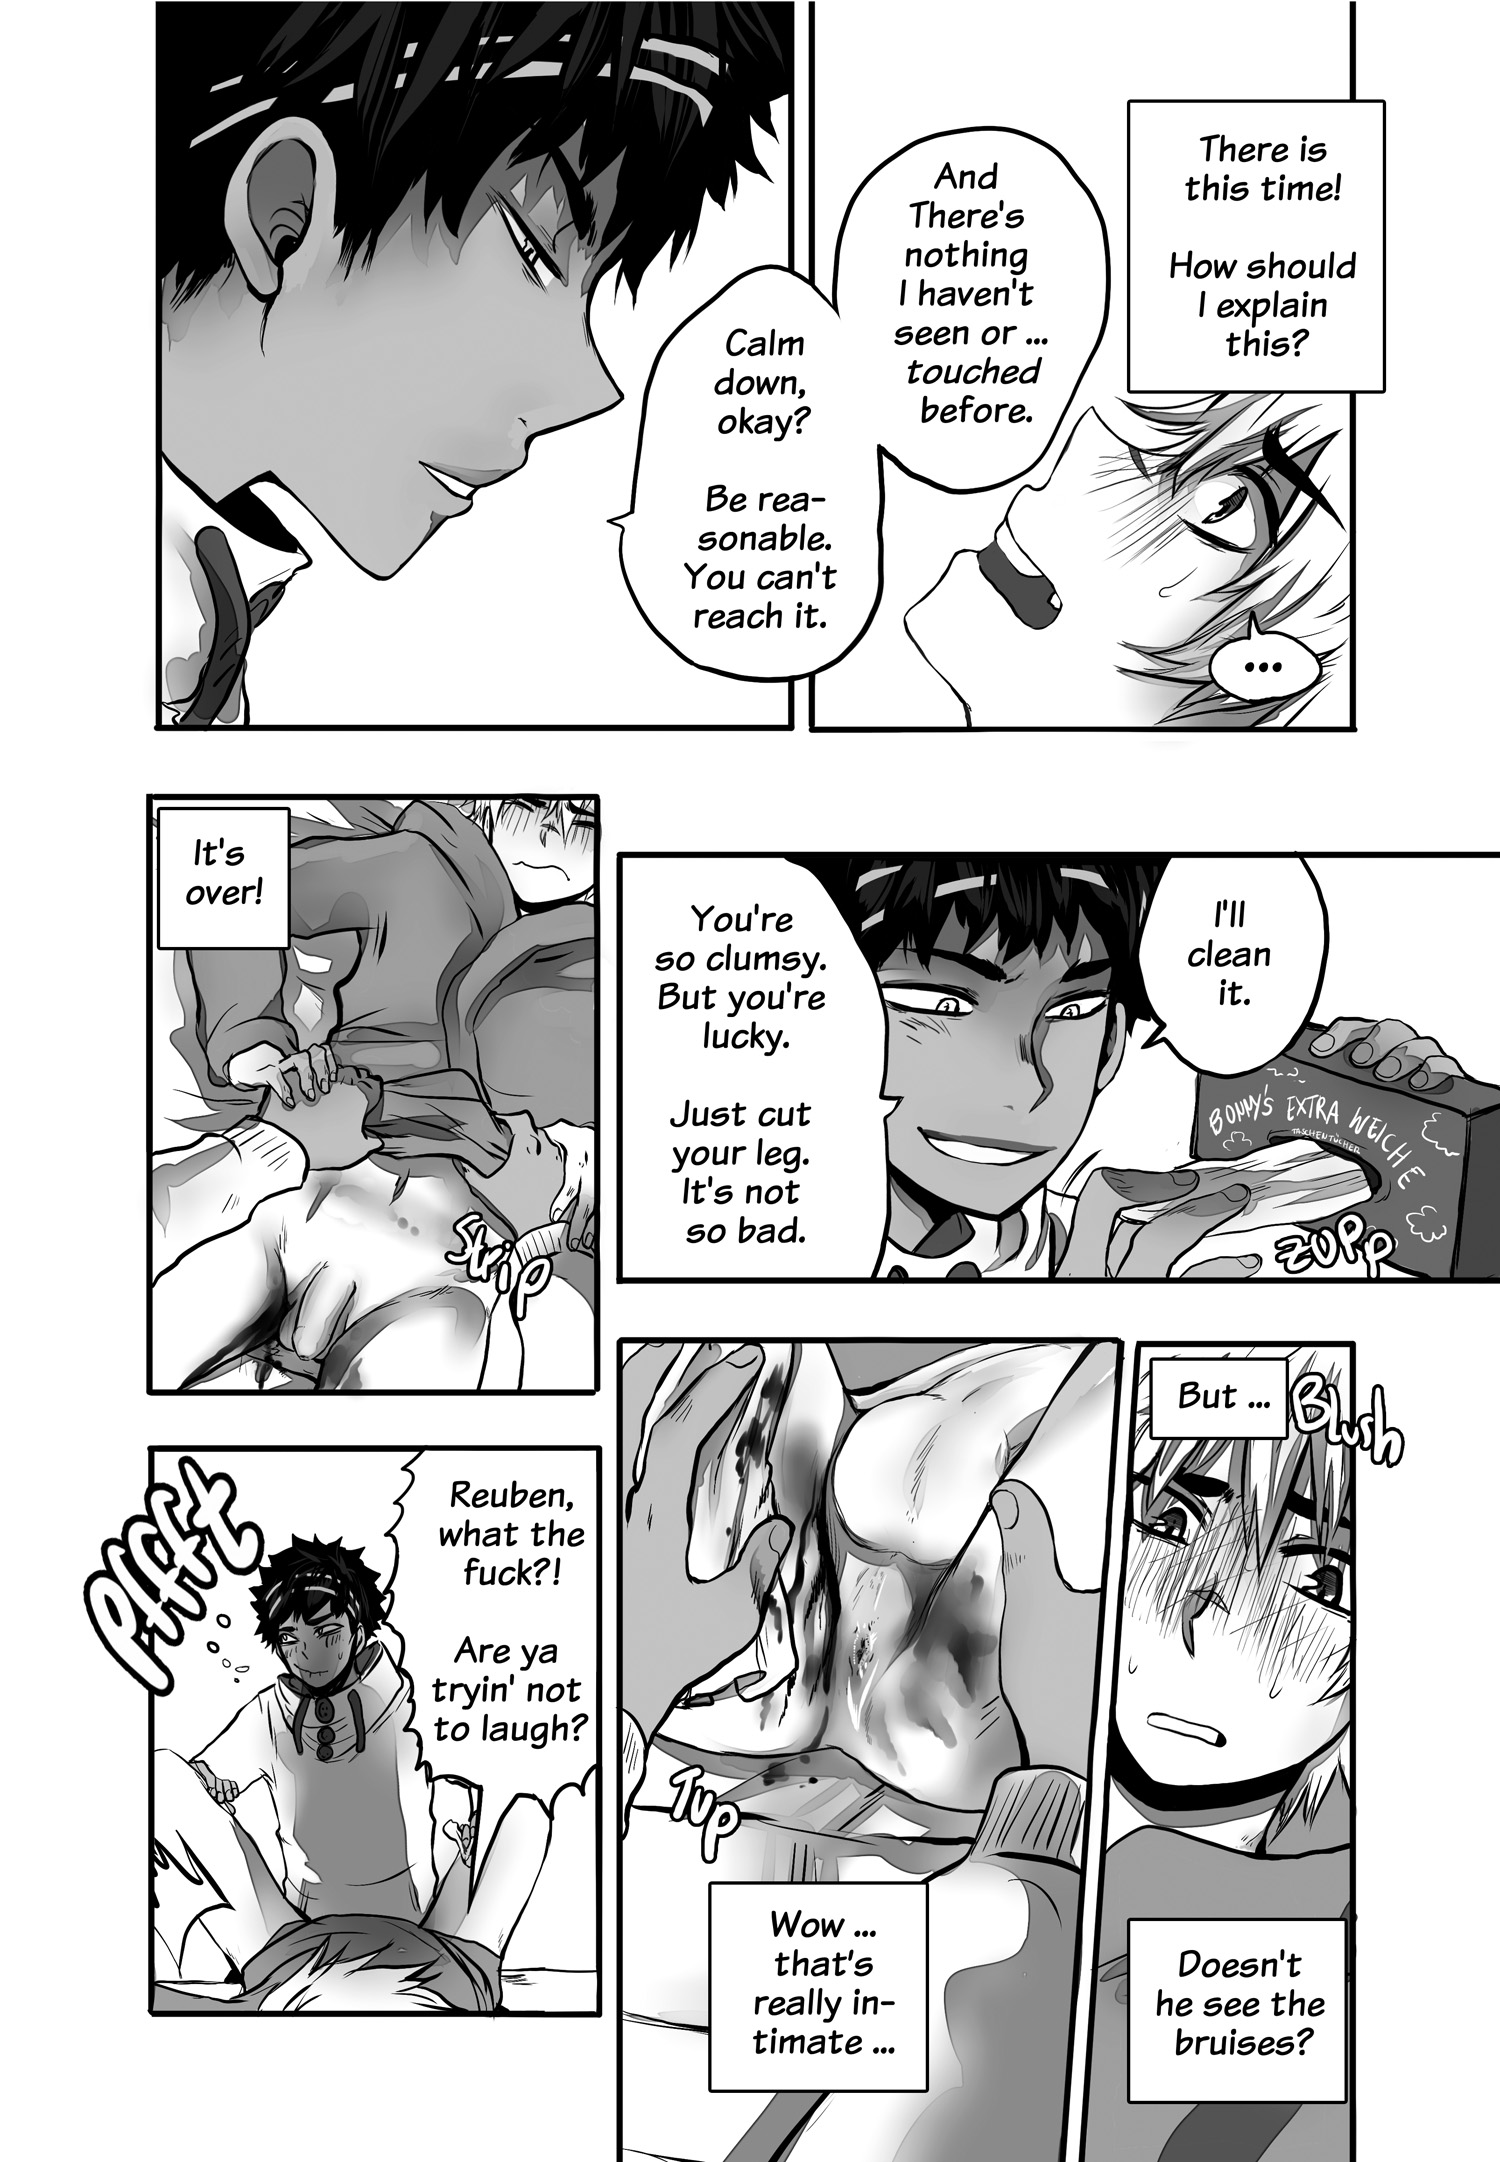 There is
this time!
How should
I explain
this?
And
There's
nothing
I haven't
seen or ...
touched
before.
Calm
down,
okay?
Be rea-
sonable.
You can't
reach it.
...
It's
over!
Strip
You're
so clumsy.
But you're
lucky.
Just cut
your leg.
It's not
so bad.
I'll
clean
it.
BONNY'S EXTRA WEICHE
TASCHENTÜCHER
ZUPP
Pffft
Reuben,
what the
fuck?!
Are ya
tryin' not
to laugh?
Tup
Wow ...
that's
really in-
timate ...
But ...
Blush
Doesn't
he see the
bruises?